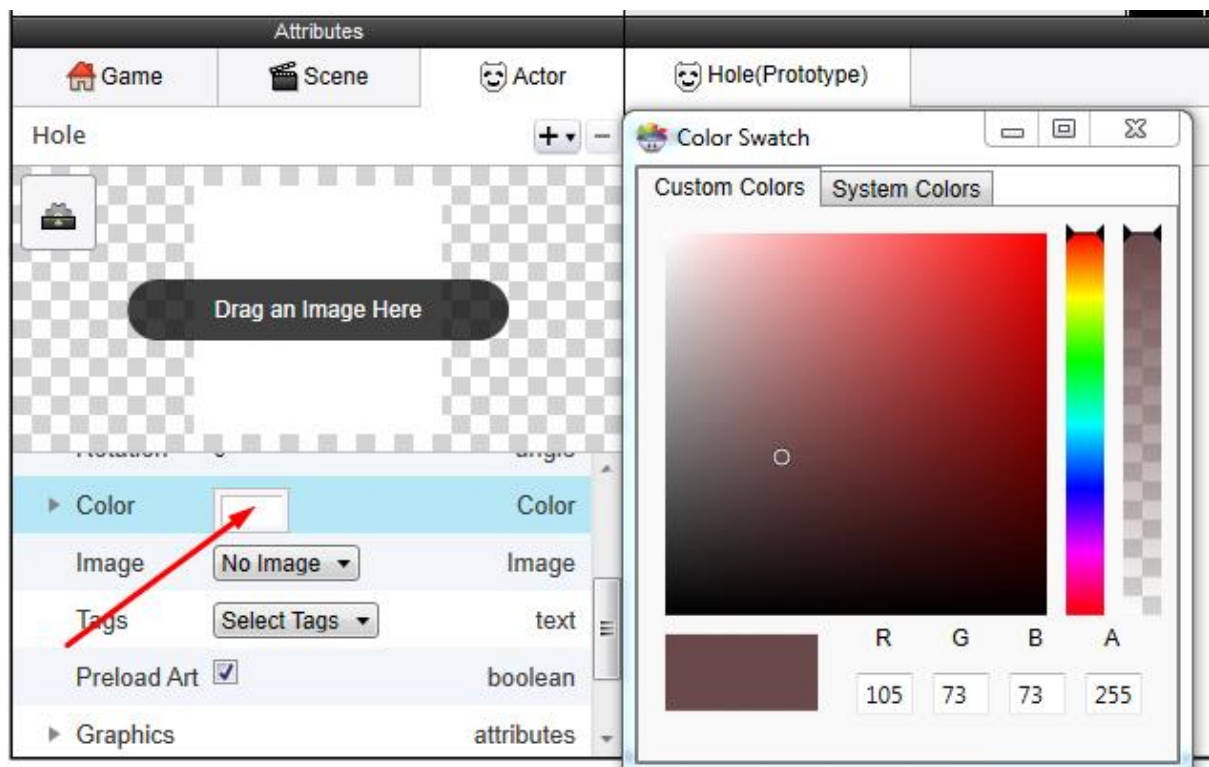 Attributes
Game Scene Actor
Hole
Drag an Image Here
Color Color
Image No Image Image
Tags Select Tags text
Preload Art boolean
Graphics attributes
Hole(Prototype)
Color Swatch
Custom Colors System Colors
R G B A
105 73 73 255